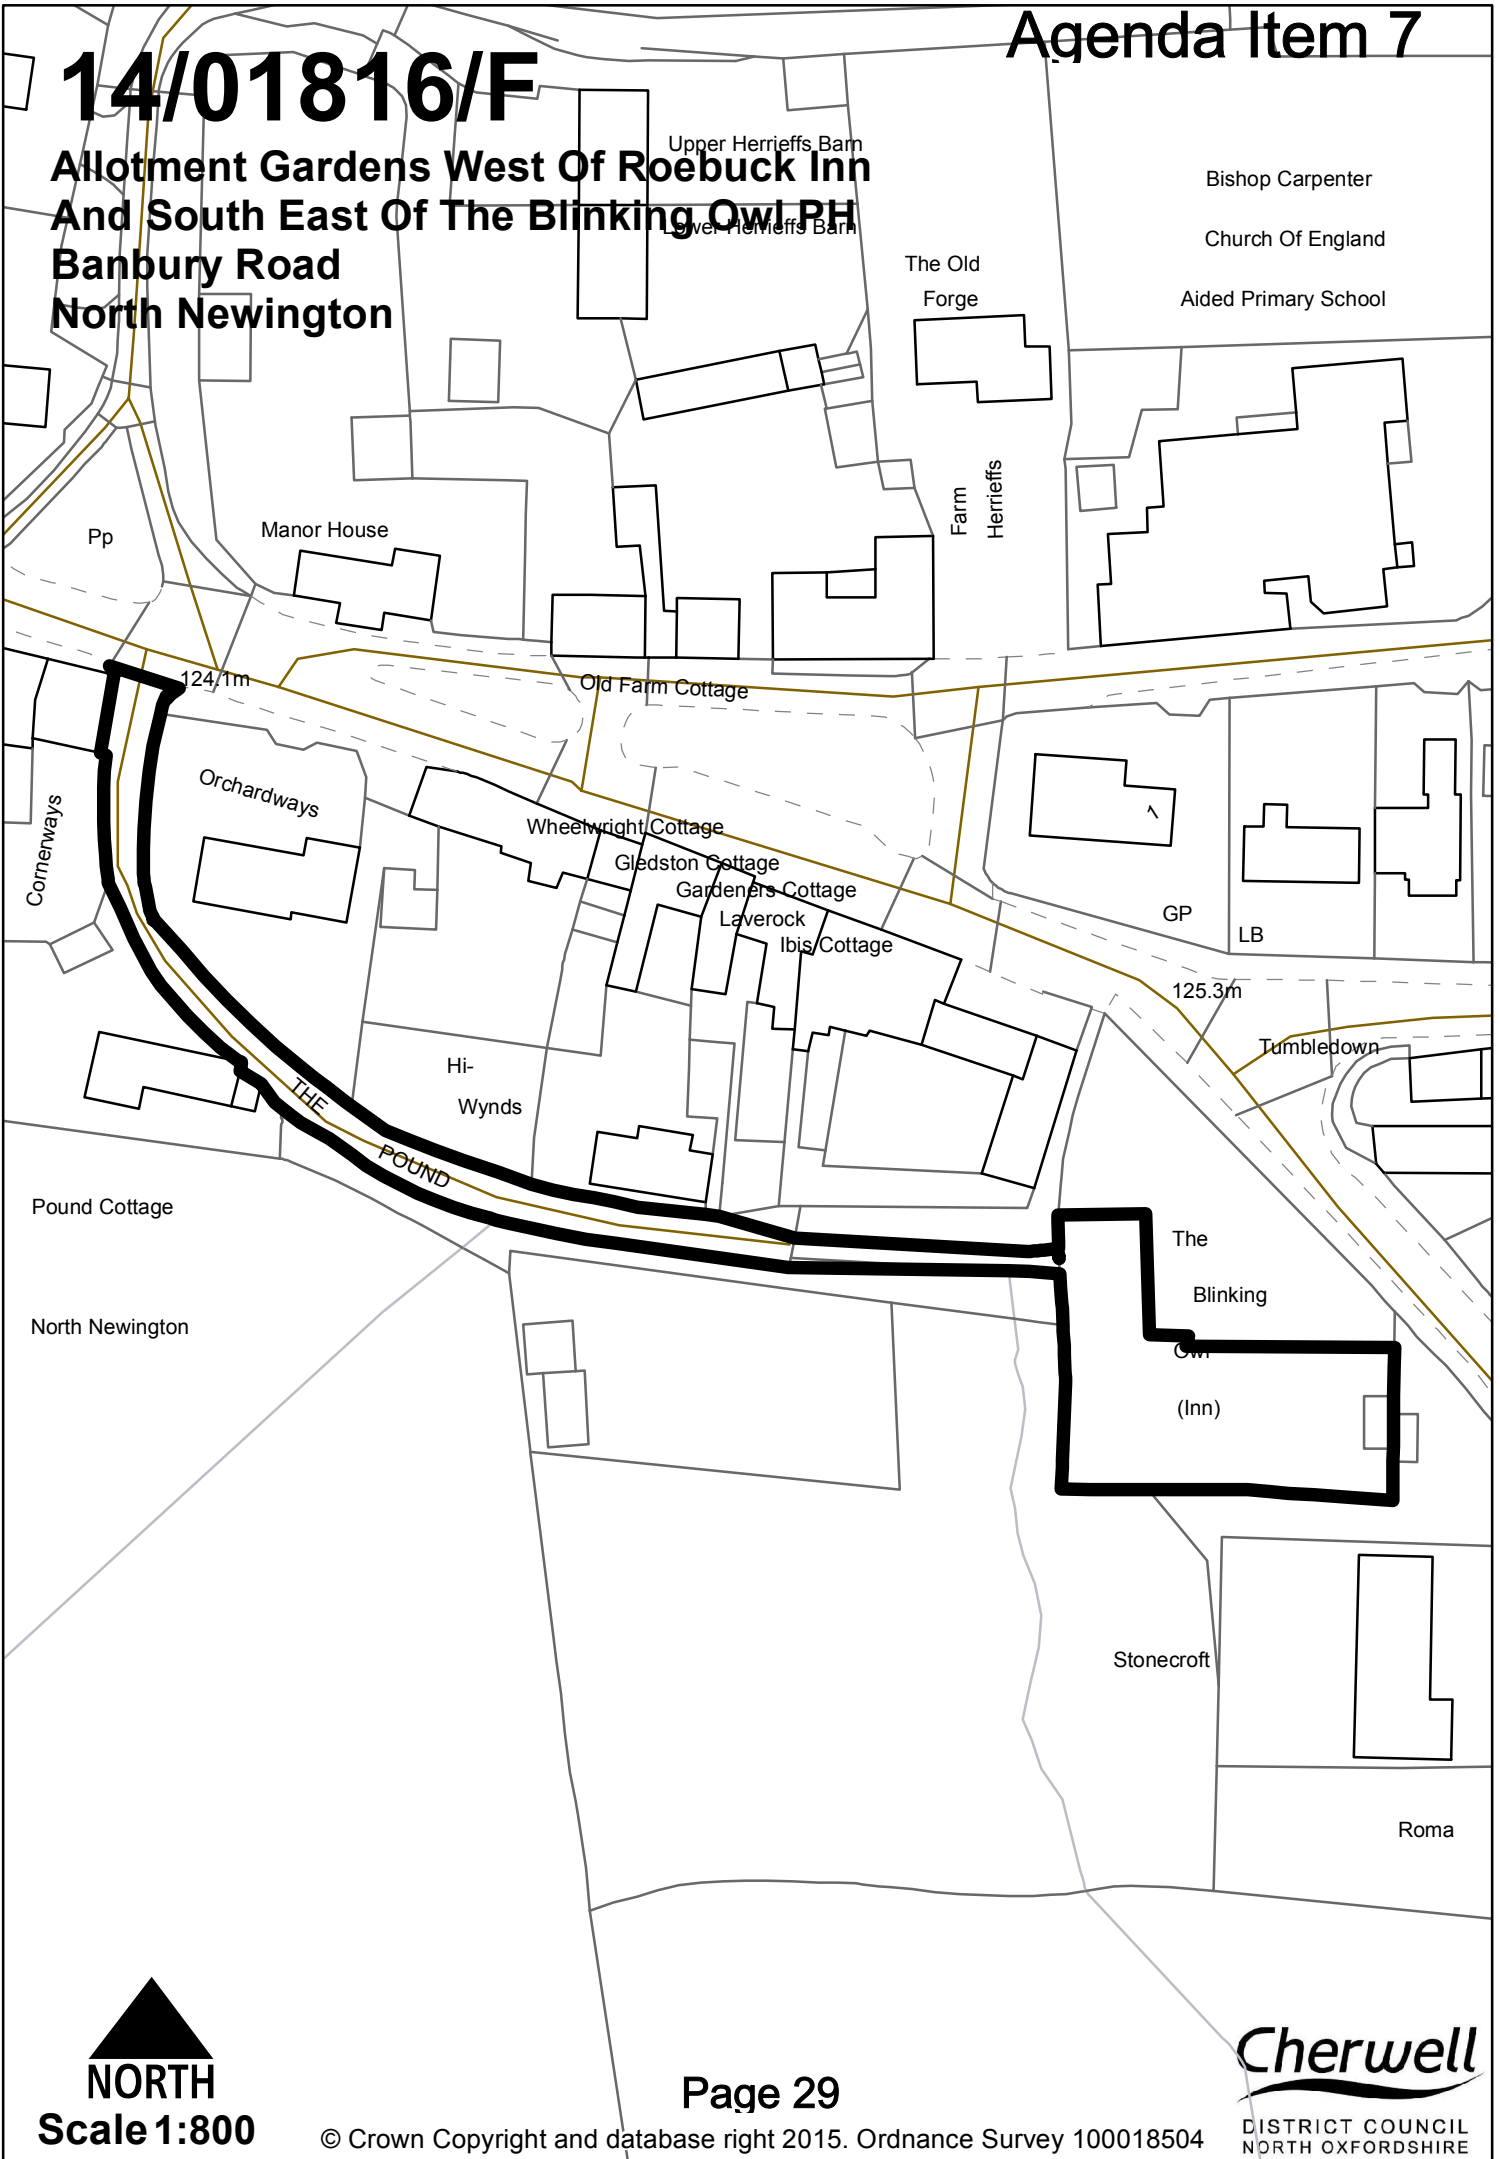 Agenda Item 7
14/01816/F
Allotment Gardens West Of Roebuck Inn
And South East Of The Blinking Owl PH
Banbury Road
North Newington
Upper Herrieffs Barn
Lower Herrieffs Barn
Bishop Carpenter
Church Of England
Aided Primary School
The Old
Forge
Farm
Herrieffs
Pp
Manor House
124.1m
Old Farm Cottage
Orchardways
Cornerways
Wheelwright Cottage
Gledston Cottage
Gardeners Cottage
Laverock
Ibis Cottage
1
GP
LB
125.3m
Tumbledown
Hi-
Wynds
THE
POUND
Pound Cottage
North Newington
The
Blinking
Owl
(Inn)
Stonecroft
Roma
NORTH
Scale 1:800
Page 29
© Crown Copyright and database right 2015. Ordnance Survey 100018504
Cherwell
DISTRICT COUNCIL
NORTH OXFORDSHIRE